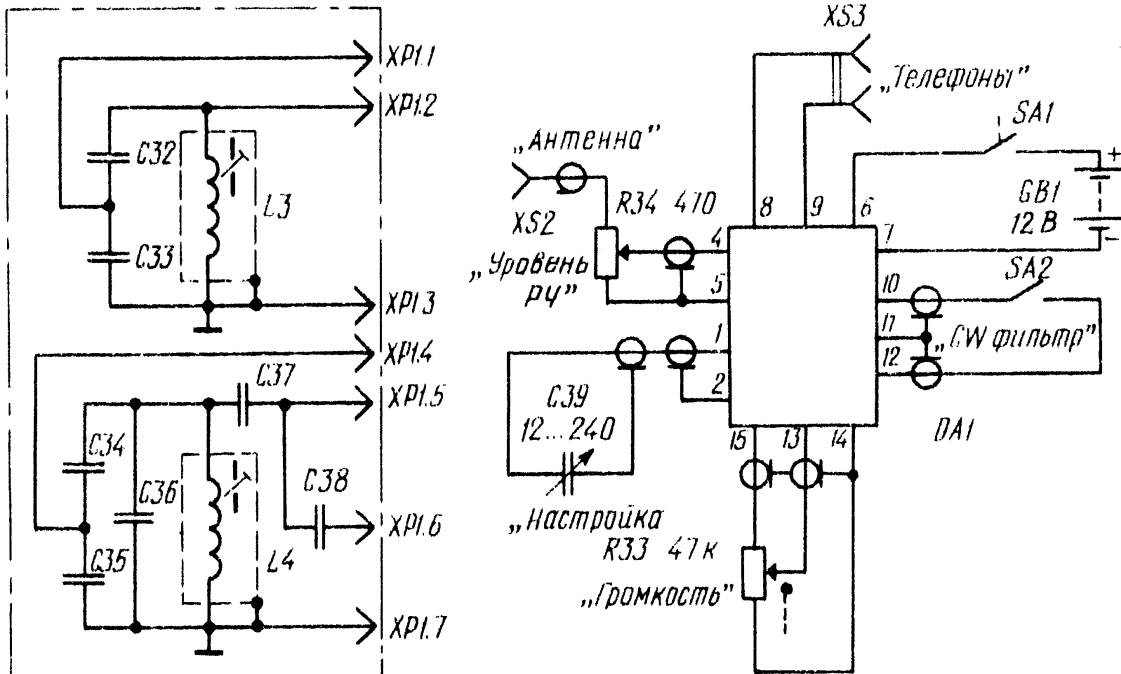 XP1.1
XP1.2
C32
L3
C33
XP1.3
XP1.4
C37
XP1.5
C34
C36
C38
XP1.6
C35
L4
XP1.7
XS3
„Телефоны”
SA1
„Антенна”
+
GB1
12 В
–
XS2
R34 470
8
9
6
4
7
„Уровень
РЧ”
5
10
SA2
1
11
„CW фильтр”
2
12
C39
12...240
15
13
14
DA1
„Настройка
R33 47к
„Громкость”